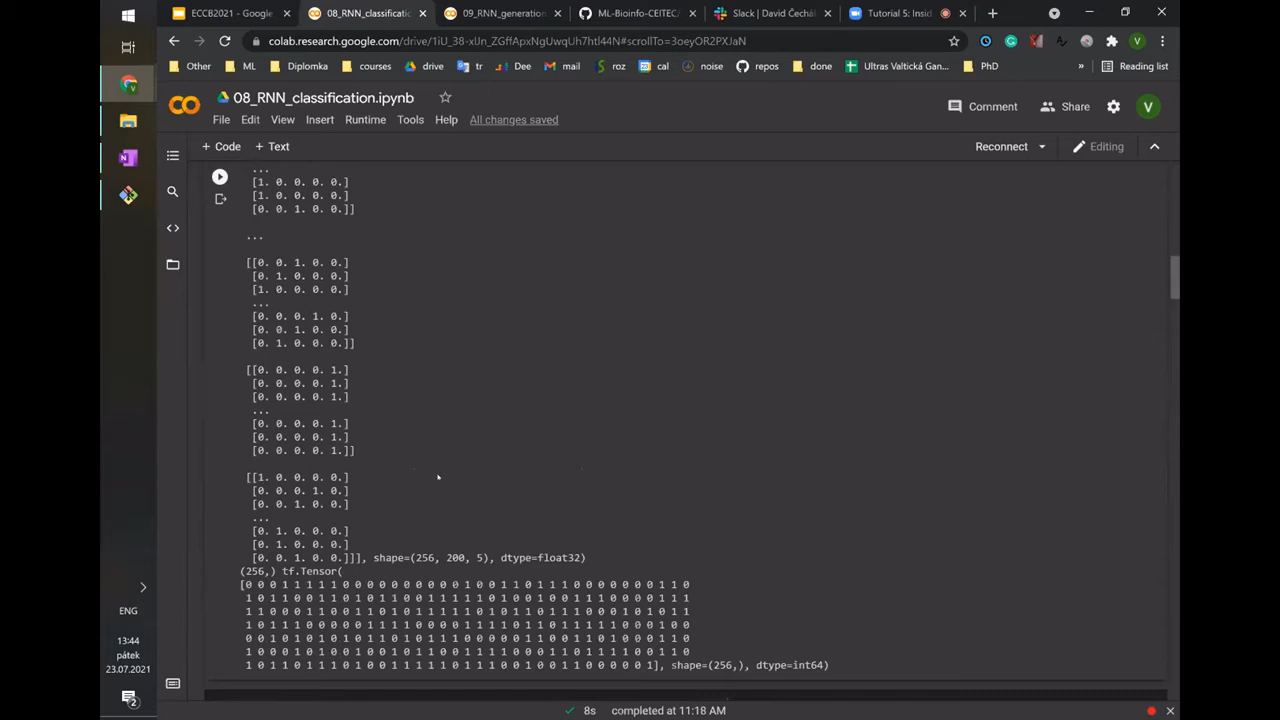 ECCB2021 - Google
08_RNN_classificatio
09_RNN_generation
ML-Bioinfo-CEITEC/
Slack | David Čechák
Tutorial 5: Insid
colab.research.google.com/drive/1iU_38-xlJn_ZGffApxNgUwqUh7htl44N#scrollTo=3oeyOR2PXJaN
Other
ML
Diplomka
courses
drive
tr
Dee
mail
roz
cal
noise
repos
done
Ultras Valtická Gan...
PhD
»
Reading list
08_RNN_classification.ipynb
Comment
Share
V
File Edit View Insert Runtime Tools Help All changes saved
+ Code + Text
Reconnect
Editing
...
[1. 0. 0. 0. 0.]
[1. 0. 0. 0. 0.]
[0. 0. 1. 0. 0.]]
...
[[0. 0. 1. 0. 0.]
[0. 1. 0. 0. 0.]
[1. 0. 0. 0. 0.]
...
[0. 0. 0. 1. 0.]
[0. 0. 1. 0. 0.]
[0. 1. 0. 0. 0.]]
[[0. 0. 0. 0. 1.]
[0. 0. 0. 0. 1.]
[0. 0. 0. 0. 1.]
...
[0. 0. 0. 0. 1.]
[0. 0. 0. 0. 1.]
[0. 0. 0. 0. 1.]]
[[1. 0. 0. 0. 0.]
[0. 0. 0. 1. 0.]
[0. 0. 1. 0. 0.]
...
[0. 1. 0. 0. 0.]
[0. 1. 0. 0. 0.]
[0. 0. 1. 0. 0.]]], shape=(256, 200, 5), dtype=float32)
(256,) tf.Tensor(
[0 0 0 1 1 1 1 1 0 0 0 0 0 0 0 0 0 0 1 0 0 1 1 0 1 1 1 0 0 0 0 0 0 0 1 1 0
1 0 1 1 0 0 1 1 0 1 0 1 1 0 0 1 1 1 1 1 0 1 0 0 1 0 0 1 1 1 0 0 0 0 1 1 1
1 1 0 0 0 1 1 0 0 1 0 0 1 1 1 1 1 0 1 0 1 1 0 1 1 0 0 1 0 0 0 1 0 1 0 1 1
1 0 1 1 1 0 0 0 0 0 1 1 1 1 0 1 1 0 0 0 1 0 1 0 0 1 0 1 1 1 0 0 0 1 0 0
0 0 1 0 1 0 1 0 1 0 1 1 0 1 0 1 1 1 0 0 0 0 0 1 0 1 1 0 1 0 0 0 0 0 1 1 0
1 0 0 0 1 0 1 0 1 1 0 0 0 0 1 0 0 0 1 0 0 1 1 1 0 0 0 1 1 1 0 0 1 1 0
1 0 1 1 0 1 1 1 0 1 0 0 1 1 1 1 1 0 1 1 1 0 0 1 0 0 1 1 0 0 0 0 0 1], shape=(256,), dtype=int64)
8s completed at 11:18 AM
ENG
13:44
pátek
23.07.2021
2